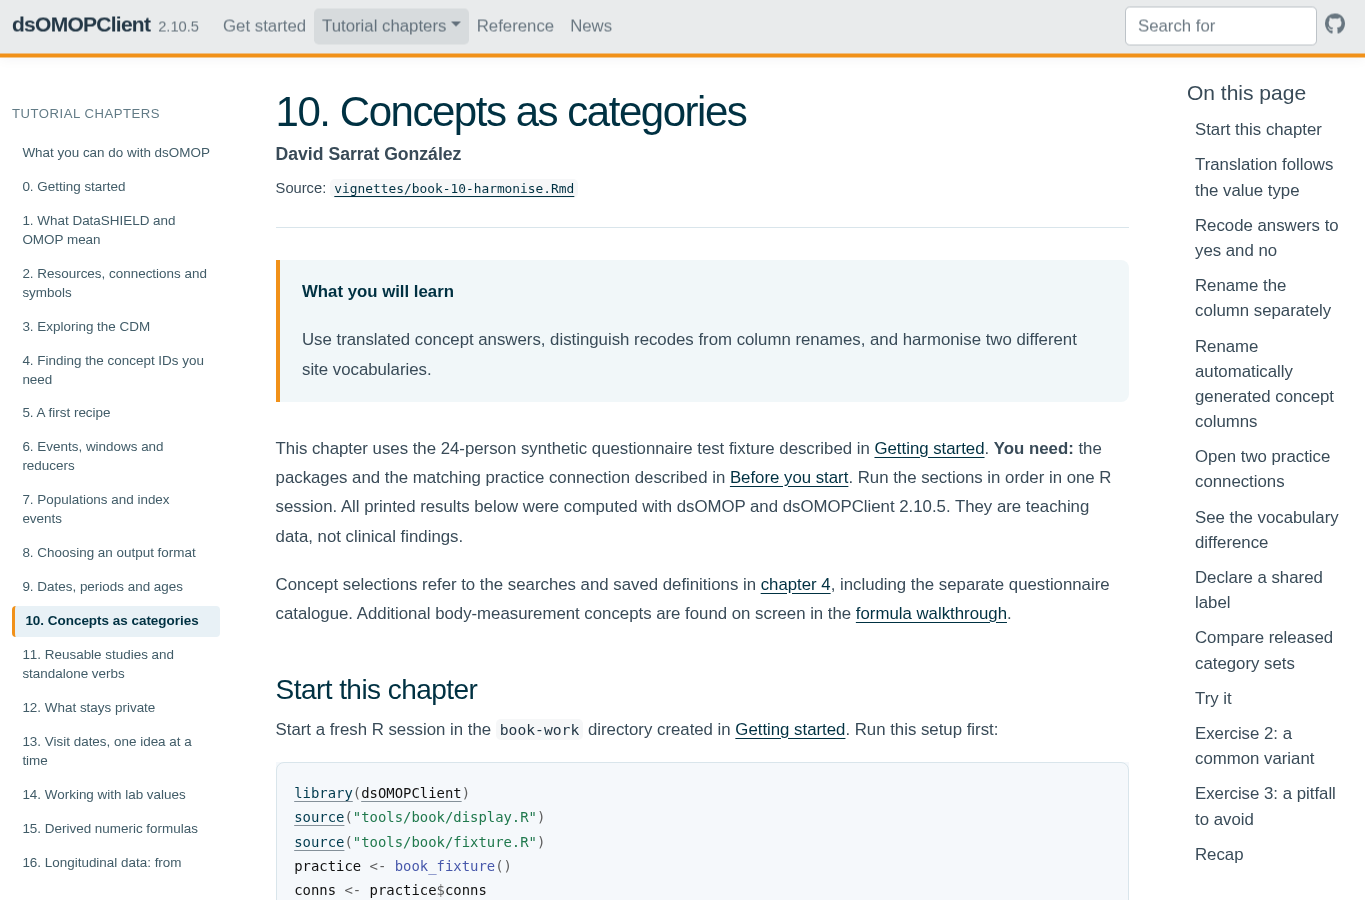 dsOMOPClient 2.10.5 Get started Tutorial chapters Reference News Search for
TUTORIAL CHAPTERS
What you can do with dsOMOP
0. Getting started
1. What DataSHIELD and
OMOP mean
2. Resources, connections and
symbols
3. Exploring the CDM
4. Finding the concept IDs you
need
5. A first recipe
6. Events, windows and
reducers
7. Populations and index
events
8. Choosing an output format
9. Dates, periods and ages
10. Concepts as categories
11. Reusable studies and
standalone verbs
12. What stays private
13. Visit dates, one idea at a
time
14. Working with lab values
15. Derived numeric formulas
16. Longitudinal data: from
10. Concepts as categories
David Sarrat González
Source: vignettes/book-10-harmonise.Rmd
What you will learn
Use translated concept answers, distinguish recodes from column renames, and harmonise two different
site vocabularies.
This chapter uses the 24-person synthetic questionnaire test fixture described in Getting started. You need: the
packages and the matching practice connection described in Before you start. Run the sections in order in one R
session. All printed results below were computed with dsOMOP and dsOMOPClient 2.10.5. They are teaching
data, not clinical findings.
Concept selections refer to the searches and saved definitions in chapter 4, including the separate questionnaire
catalogue. Additional body-measurement concepts are found on screen in the formula walkthrough.
Start this chapter
Start a fresh R session in the book-work directory created in Getting started. Run this setup first:
library(dsOMOPClient)
source("tools/book/display.R")
source("tools/book/fixture.R")
practice <- book_fixture()
conns <- practice$conns
On this page
Start this chapter
Translation follows
the value type
Recode answers to
yes and no
Rename the
column separately
Rename
automatically
generated concept
columns
Open two practice
connections
See the vocabulary
difference
Declare a shared
label
Compare released
category sets
Try it
Exercise 2: a
common variant
Exercise 3: a pitfall
to avoid
Recap